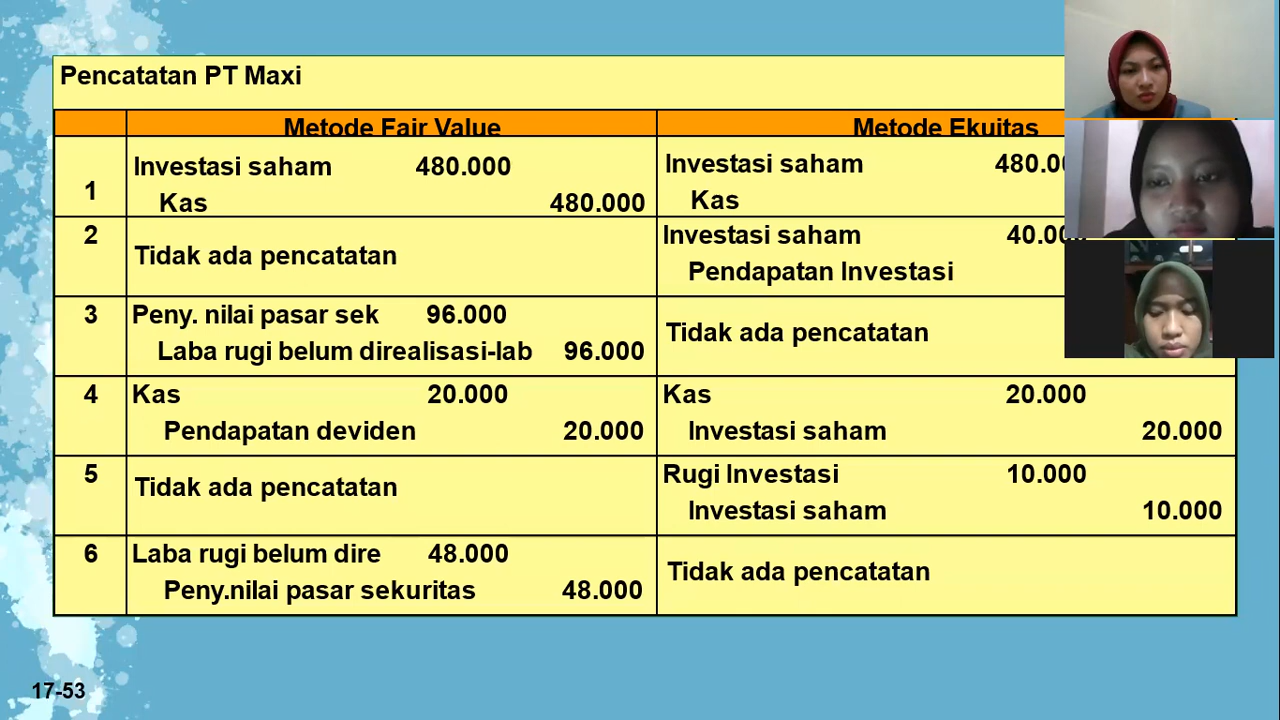 Pencatatan PT Maxi
Metode Fair Value Metode Ekuitas
1
Investasi saham 480.000
Kas 480.000
Investasi saham
Kas
2
Tidak ada pencatatan
Investasi saham
Pendapatan Investasi
3
Peny. nilai pasar sek 96.000
Laba rugi belum direalisasi-lab 96.000
Tidak ada pencatatan
4
Kas 20.000
Pendapatan deviden 20.000
Kas 20.000
Investasi saham 20.000
5
Tidak ada pencatatan
Rugi Investasi 10.000
Investasi saham 10.000
6
Laba rugi belum dire 48.000
Peny.nilai pasar sekuritas 48.000
Tidak ada pencatatan
17-53